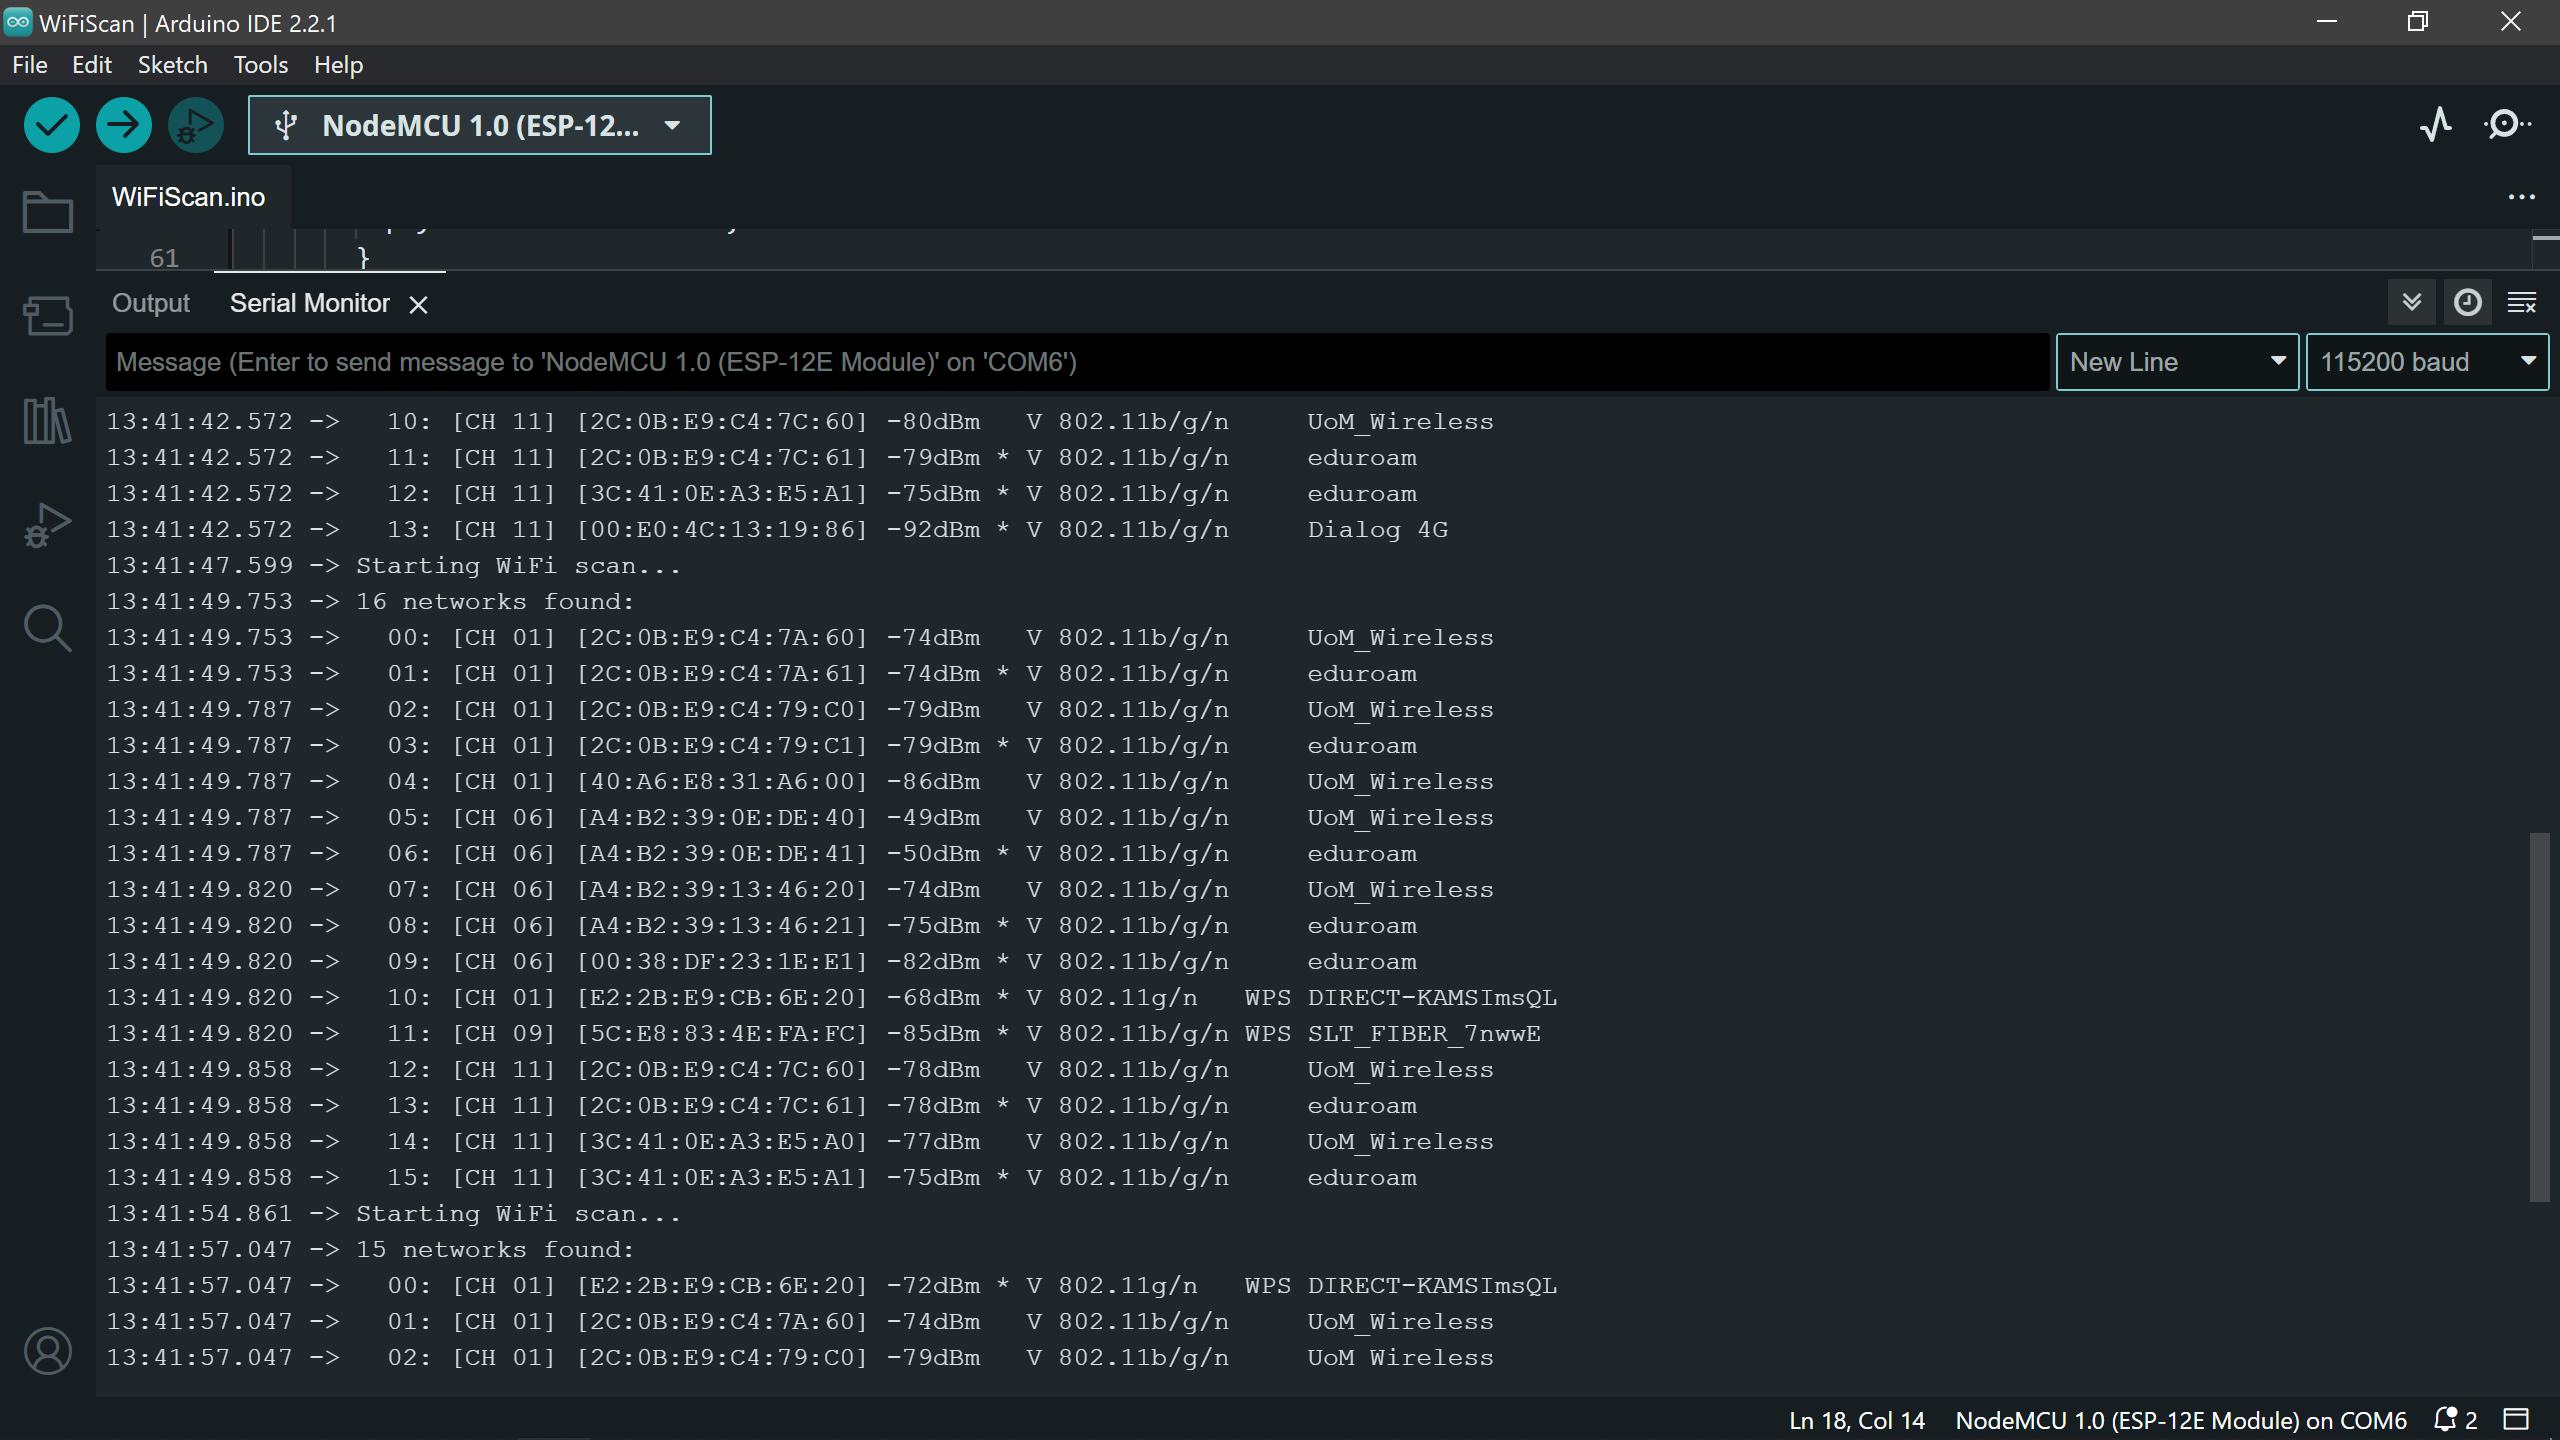 WiFiScan | Arduino IDE 2.2.1
File Edit Sketch Tools Help
NodeMCU 1.0 (ESP-12...
WiFiScan.ino
61 }
Output Serial Monitor
Message (Enter to send message to 'NodeMCU 1.0 (ESP-12E Module)' on 'COM6') New Line 115200 baud
13:41:42.572 -> 10: [CH 11] [2C:0B:E9:C4:7C:60] -80dBm V 802.11b/g/n UoM_Wireless
13:41:42.572 -> 11: [CH 11] [2C:0B:E9:C4:7C:61] -79dBm * V 802.11b/g/n eduroam
13:41:42.572 -> 12: [CH 11] [3C:41:0E:A3:E5:A1] -75dBm * V 802.11b/g/n eduroam
13:41:42.572 -> 13: [CH 11] [00:E0:4C:13:19:86] -92dBm * V 802.11b/g/n Dialog 4G
13:41:47.599 -> Starting WiFi scan...
13:41:49.753 -> 16 networks found:
13:41:49.753 -> 00: [CH 01] [2C:0B:E9:C4:7A:60] -74dBm V 802.11b/g/n UoM_Wireless
13:41:49.753 -> 01: [CH 01] [2C:0B:E9:C4:7A:61] -74dBm * V 802.11b/g/n eduroam
13:41:49.787 -> 02: [CH 01] [2C:0B:E9:C4:79:C0] -79dBm V 802.11b/g/n UoM_Wireless
13:41:49.787 -> 03: [CH 01] [2C:0B:E9:C4:79:C1] -79dBm * V 802.11b/g/n eduroam
13:41:49.787 -> 04: [CH 01] [40:A6:E8:31:A6:00] -86dBm V 802.11b/g/n UoM_Wireless
13:41:49.787 -> 05: [CH 06] [A4:B2:39:0E:DE:40] -49dBm V 802.11b/g/n UoM_Wireless
13:41:49.787 -> 06: [CH 06] [A4:B2:39:0E:DE:41] -50dBm * V 802.11b/g/n eduroam
13:41:49.820 -> 07: [CH 06] [A4:B2:39:13:46:20] -74dBm V 802.11b/g/n UoM_Wireless
13:41:49.820 -> 08: [CH 06] [A4:B2:39:13:46:21] -75dBm * V 802.11b/g/n eduroam
13:41:49.820 -> 09: [CH 06] [00:38:DF:23:1E:E1] -82dBm * V 802.11b/g/n eduroam
13:41:49.820 -> 10: [CH 01] [E2:2B:E9:CB:6E:20] -68dBm * V 802.11g/n WPS DIRECT-KAMSImsQL
13:41:49.820 -> 11: [CH 09] [5C:E8:83:4E:FA:FC] -85dBm * V 802.11b/g/n WPS SLT_FIBER_7nwwE
13:41:49.858 -> 12: [CH 11] [2C:0B:E9:C4:7C:60] -78dBm V 802.11b/g/n UoM_Wireless
13:41:49.858 -> 13: [CH 11] [2C:0B:E9:C4:7C:61] -78dBm * V 802.11b/g/n eduroam
13:41:49.858 -> 14: [CH 11] [3C:41:0E:A3:E5:A0] -77dBm V 802.11b/g/n UoM_Wireless
13:41:49.858 -> 15: [CH 11] [3C:41:0E:A3:E5:A1] -75dBm * V 802.11b/g/n eduroam
13:41:54.861 -> Starting WiFi scan...
13:41:57.047 -> 15 networks found:
13:41:57.047 -> 00: [CH 01] [E2:2B:E9:CB:6E:20] -72dBm * V 802.11g/n WPS DIRECT-KAMSImsQL
13:41:57.047 -> 01: [CH 01] [2C:0B:E9:C4:7A:60] -74dBm V 802.11b/g/n UoM_Wireless
13:41:57.047 -> 02: [CH 01] [2C:0B:E9:C4:79:C0] -79dBm V 802.11b/g/n UoM Wireless
Ln 18, Col 14 NodeMCU 1.0 (ESP-12E Module) on COM6 2